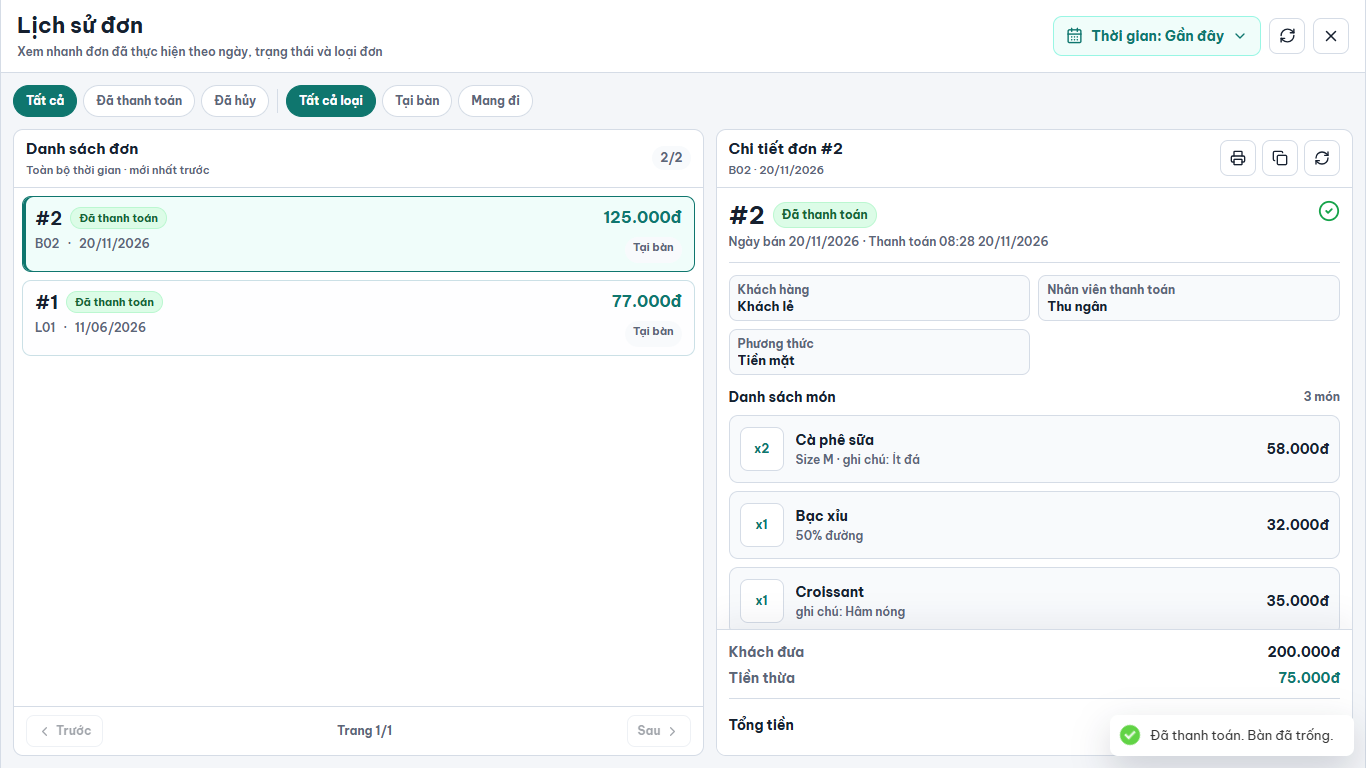 Lịch sử đơn
Xem nhanh đơn đã thực hiện theo ngày, trạng thái và loại đơn
Thời gian: Gần đây
Tất cả
Đã thanh toán
Đã hủy
Tất cả loại
Tại bàn
Mang đi
Danh sách đơn
Toàn bộ thời gian · mới nhất trước
2/2
#2 Đã thanh toán 125.000đ
B02 · 20/11/2026 Tại bàn
#1 Đã thanh toán 77.000đ
L01 · 11/06/2026 Tại bàn
Trước
Trang 1/1
Sau
Chi tiết đơn #2
B02 · 20/11/2026
#2 Đã thanh toán
Ngày bán 20/11/2026 · Thanh toán 08:28 20/11/2026
Khách hàng
Khách lẻ
Nhân viên thanh toán
Thu ngân
Phương thức
Tiền mặt
Danh sách món 3 món
x2 Cà phê sữa 58.000đ
Size M · ghi chú: Ít đá
x1 Bạc xỉu 32.000đ
50% đường
x1 Croissant 35.000đ
ghi chú: Hâm nóng
Khách đưa 200.000đ
Tiền thừa 75.000đ
Tổng tiền
Đã thanh toán. Bàn đã trống.